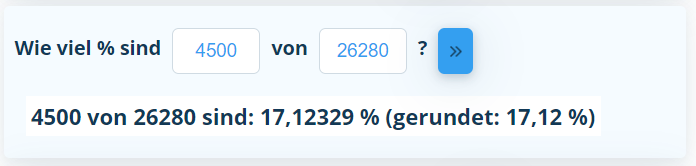 Wie viel % sind 4500 von 26280 ? »
4500 von 26280 sind: 17,12329 % (gerundet: 17,12 %)